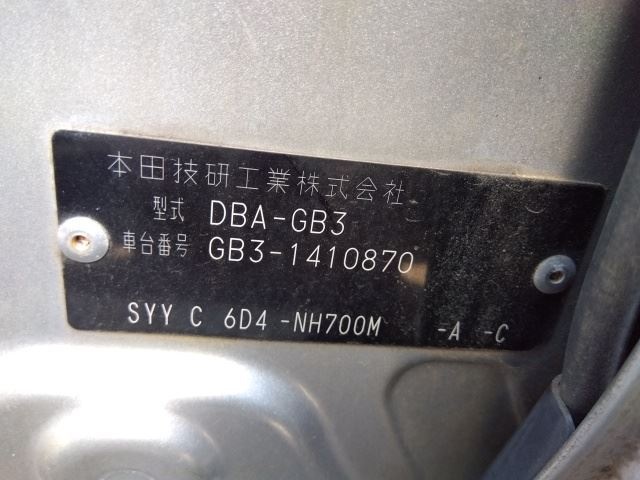 本田技研工業株式会社
型式 DBA-GB3
車台番号 GB3-1410870
SYY C 6D4 -NH700M -A -C